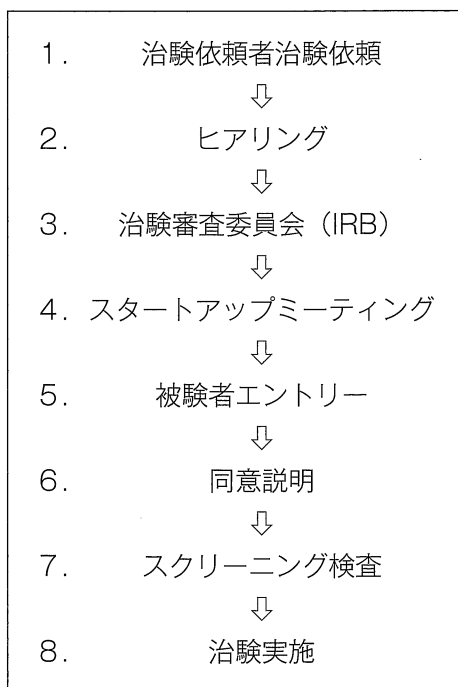 1. 治験依頼者治験依頼
⇩
2. ヒアリング
⇩
3. 治験審査委員会（IRB）
⇩
4. スタートアップミーティング
⇩
5. 被験者エントリー
⇩
6. 同意説明
⇩
7. スクリーニング検査
⇩
8. 治験実施